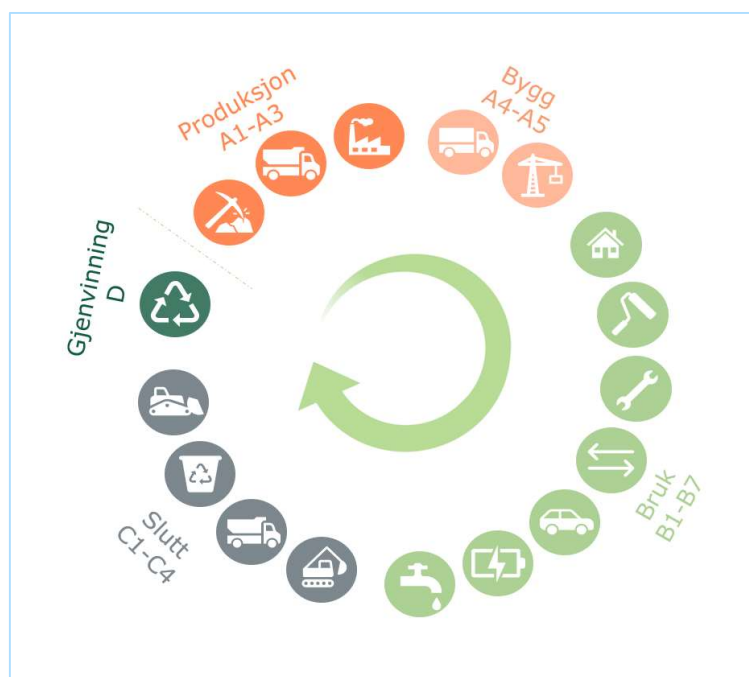 Produksjon
A1-A3
Bygg
A4-A5
Bruk
B1-B7
Slutt
C1-C4
Gjenvinning
D